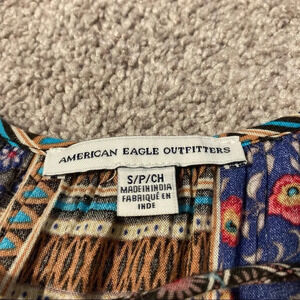 AMERICAN EAGLE OUTFITTERS
S/P/CH
MADE IN INDIA
FABRIQUÉ EN
INDE